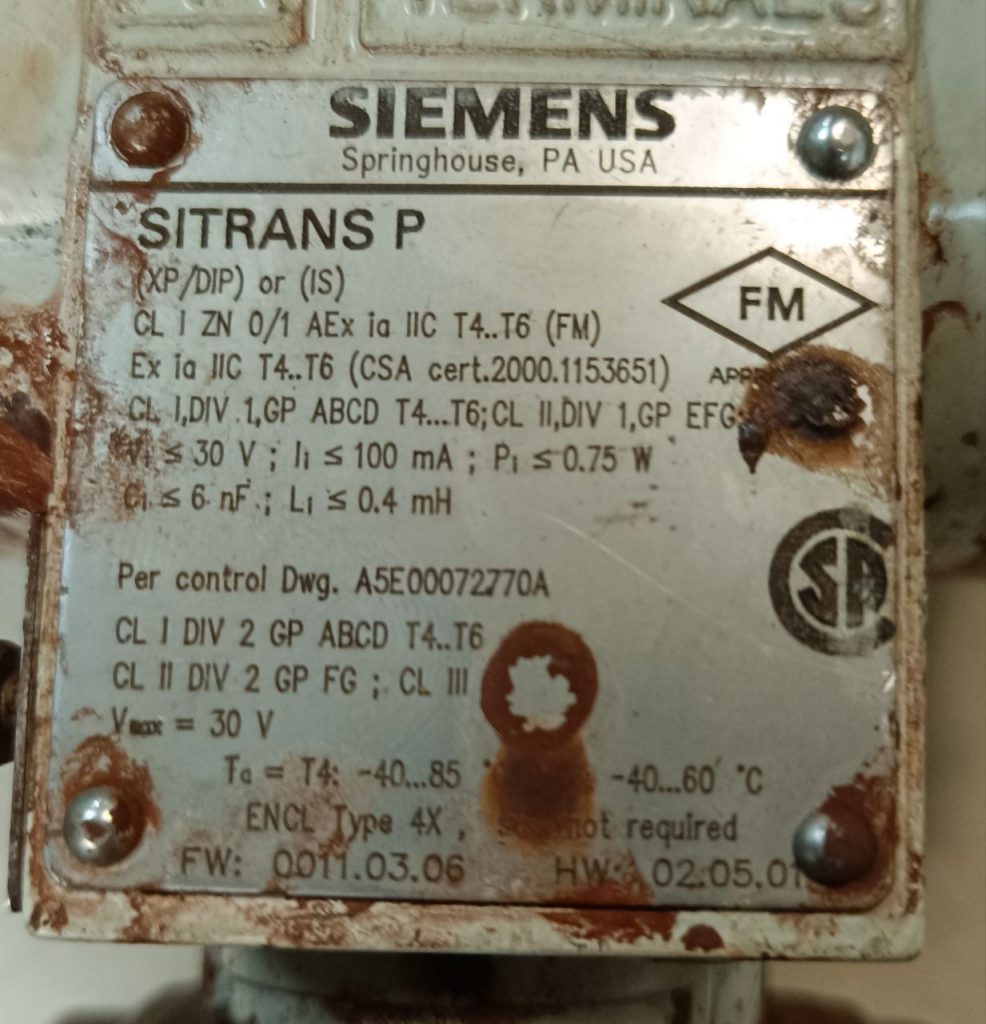 TERMINALS
SIEMENS
Springhouse, PA USA
SITRANS P
(XP/DIP) or (IS)
FM
CL I ZN 0/1 AEx ia IIC T4..T6 (FM)
Ex ia IIC T4..T6 (CSA cert.2000.1153651)
CL I,DIV 1,GP ABCD T4...T6; CL II,DIV 1,GP EFG;
Vi ≤ 30 V ; Ii ≤ 100 mA ; Pi ≤ 0.75 W
Ci ≤ 6 nF ; Li ≤ 0.4 mH
Per control Dwg. A5E00072770A
CL I DIV 2 GP ABCD T4..T6
CL II DIV 2 GP FG ; CL III
Vmax = 30 V
Ta = T4: -40...85 -40...60 °C
ENCL Type 4X , not required
FW: 0011.03.06 HW: 02.05.01